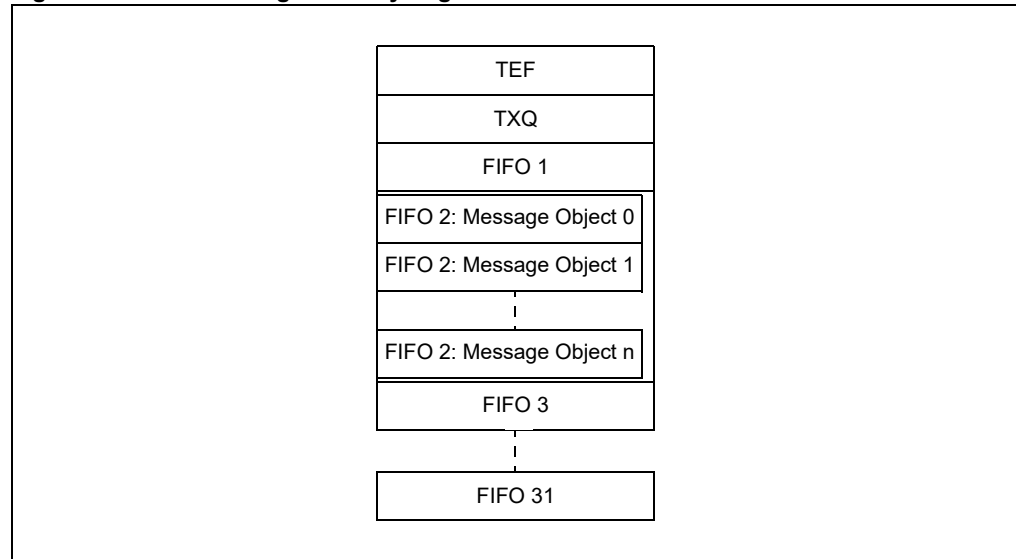 TEF
TXQ
FIFO 1
FIFO 2: Message Object 0
FIFO 2: Message Object 1
FIFO 2: Message Object n
FIFO 3
FIFO 31